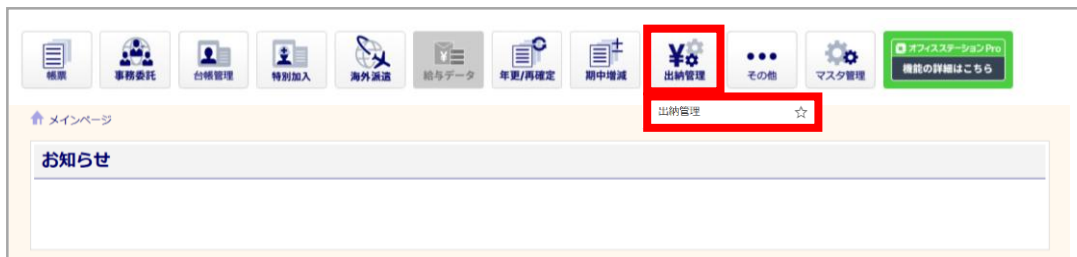 帳票
事務委託
台帳管理
特別加入
海外派遣
給与データ
年更/再確定
期中増減
出納管理
その他
マスタ管理
オフィスステーション Pro
機能の詳細はこちら
出納管理 ☆
メインページ
お知らせ